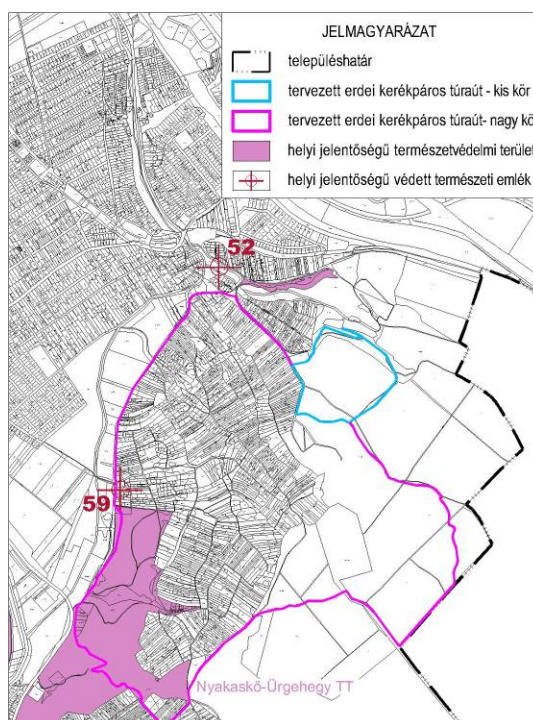 JELMAGYARÁZAT
településhatár
tervezett erdei kerékpáros túraút - kis kör
tervezett erdei kerékpáros túraút- nagy kö
helyi jelentőségű természetvédelmi terület
helyi jelentőségű védett természeti emlék
52
59
Nyakaskő-Ürgehegy TT